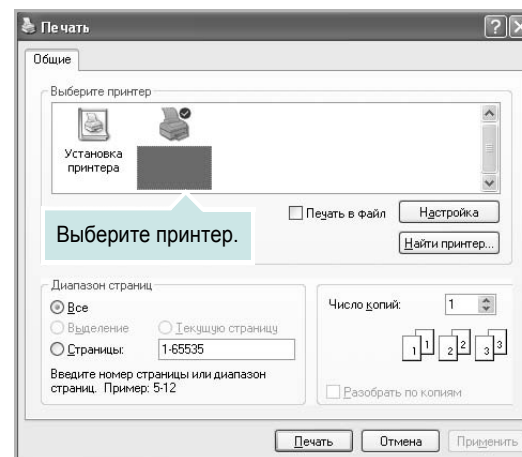 Печать
Общие
Выберите принтер
Установка
принтера
Выберите принтер.
Печать в файл
Настройка
Найти принтер...
Диапазон страниц
Все
Выделение
Текущую страницу
Страницы:
1-65535
Введите номер страницы или диапазон
страниц. Пример: 5-12
Число копий:
1
1 1 2 2 3 3
Разобрать по копиям
Печать
Отмена
Применить